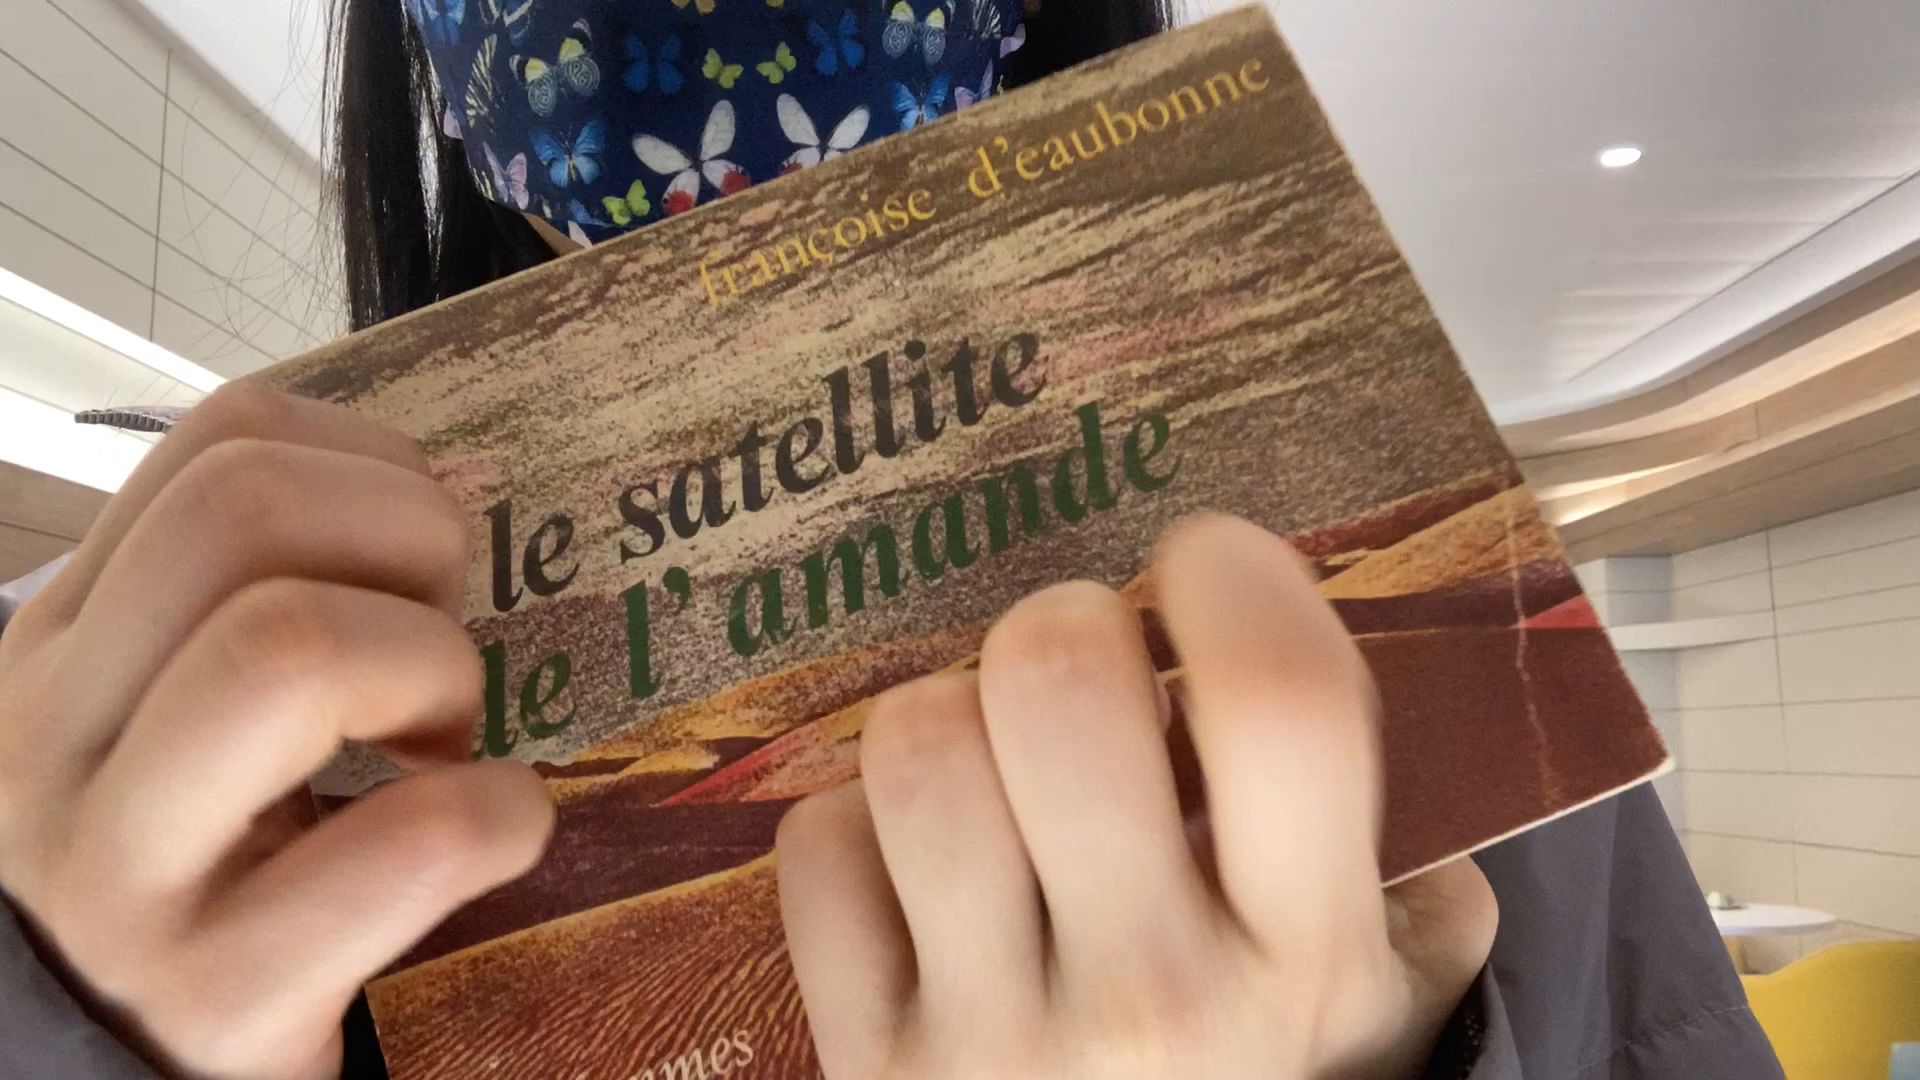 françoise d'eaubonne
le satellite
de l'amande